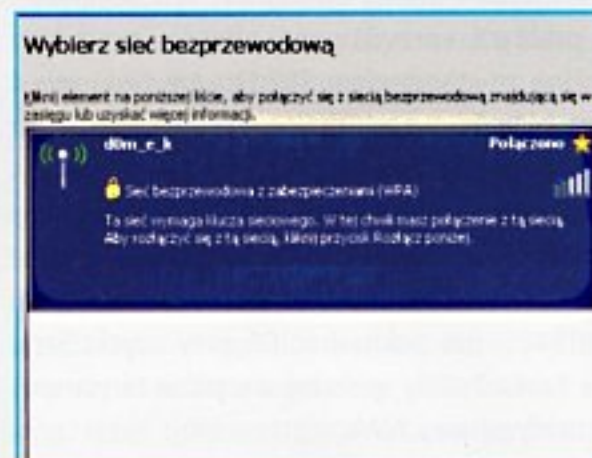 Wybierz sieć bezprzewodową
Kliknij element na poniższej liście, aby połączyć się z siecią bezprzewodową znajdującą się w
zasięgu lub uzyskać więcej informacji.
d0m_e_k
Połączono
Sieć bezprzewodowa z zabezpieczeniami (WPA)
Ta sieć wymaga klucza sieciowego. W tej chwili masz połączenie z tą siecią.
Aby rozłączyć się z tą siecią, kliknij przycisk Rozłącz poniżej.